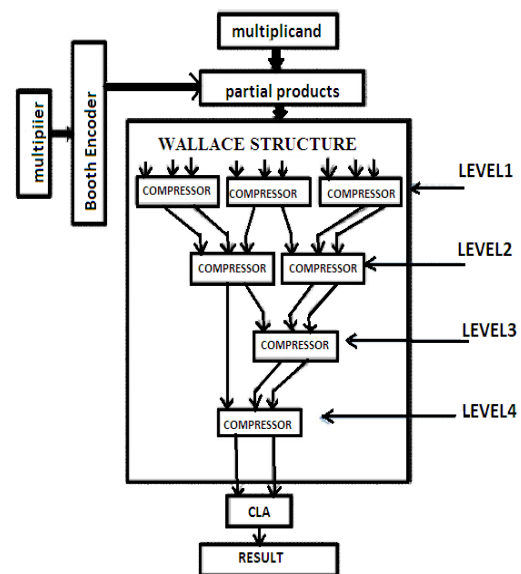 multiplicand
partial products
multiplier
Booth Encoder
WALLACE STRUCTURE
COMPRESSOR
COMPRESSOR
COMPRESSOR
LEVEL1
COMPRESSOR
COMPRESSOR
LEVEL2
COMPRESSOR
LEVEL3
COMPRESSOR
LEVEL4
CLA
RESULT